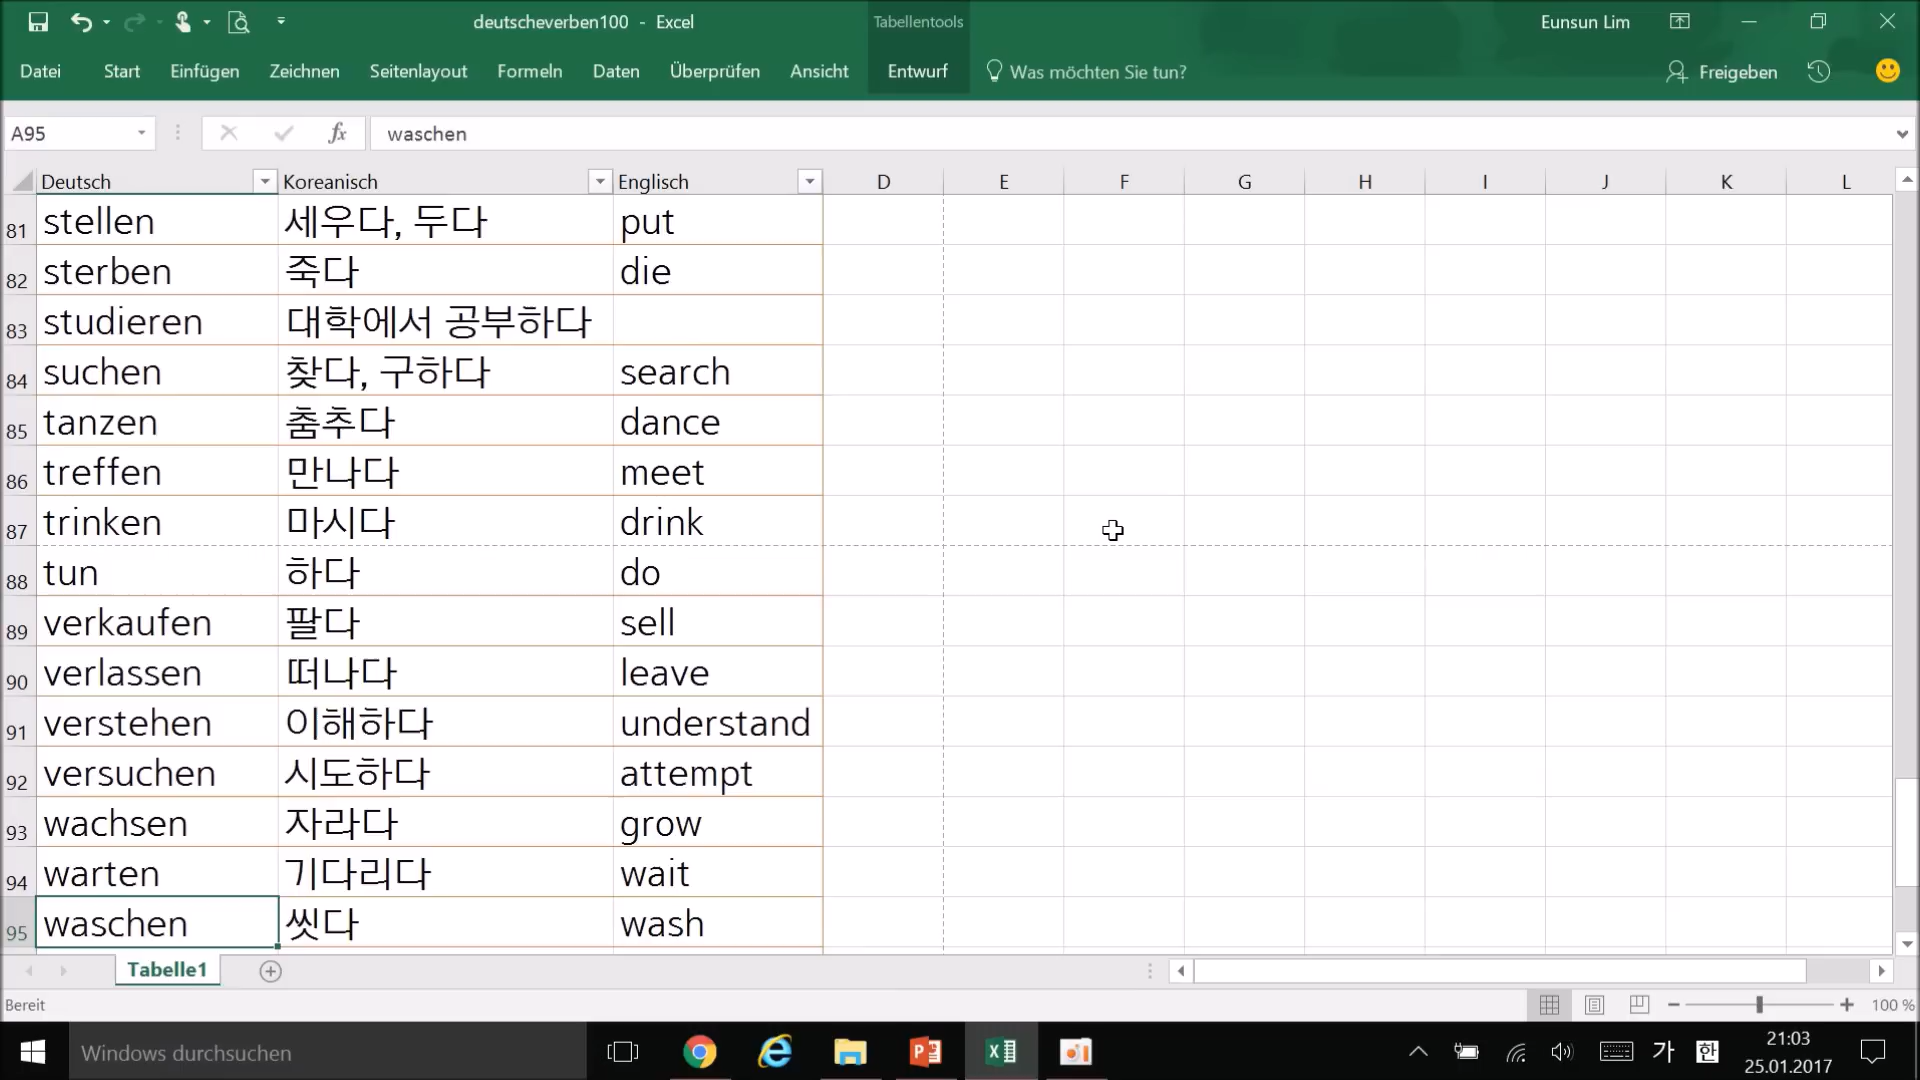 deutscheverben100 - Excel
Tabellentools
Eunsun Lim
Datei Start Einfügen Zeichnen Seitenlayout Formeln Daten Überprüfen Ansicht Entwurf Was möchten Sie tun? Freigeben
A95 fx waschen
Deutsch Koreanisch Englisch D E F G H I J K L
81 stellen 세우다, 두다 put
82 sterben 죽다 die
83 studieren 대학에서 공부하다
84 suchen 찾다, 구하다 search
85 tanzen 춤추다 dance
86 treffen 만나다 meet
87 trinken 마시다 drink
88 tun 하다 do
89 verkaufen 팔다 sell
90 verlassen 떠나다 leave
91 verstehen 이해하다 understand
92 versuchen 시도하다 attempt
93 wachsen 자라다 grow
94 warten 기다리다 wait
95 waschen 씻다 wash
Tabelle1
Bereit
100 %
Windows durchsuchen
가 한
21:03
25.01.2017